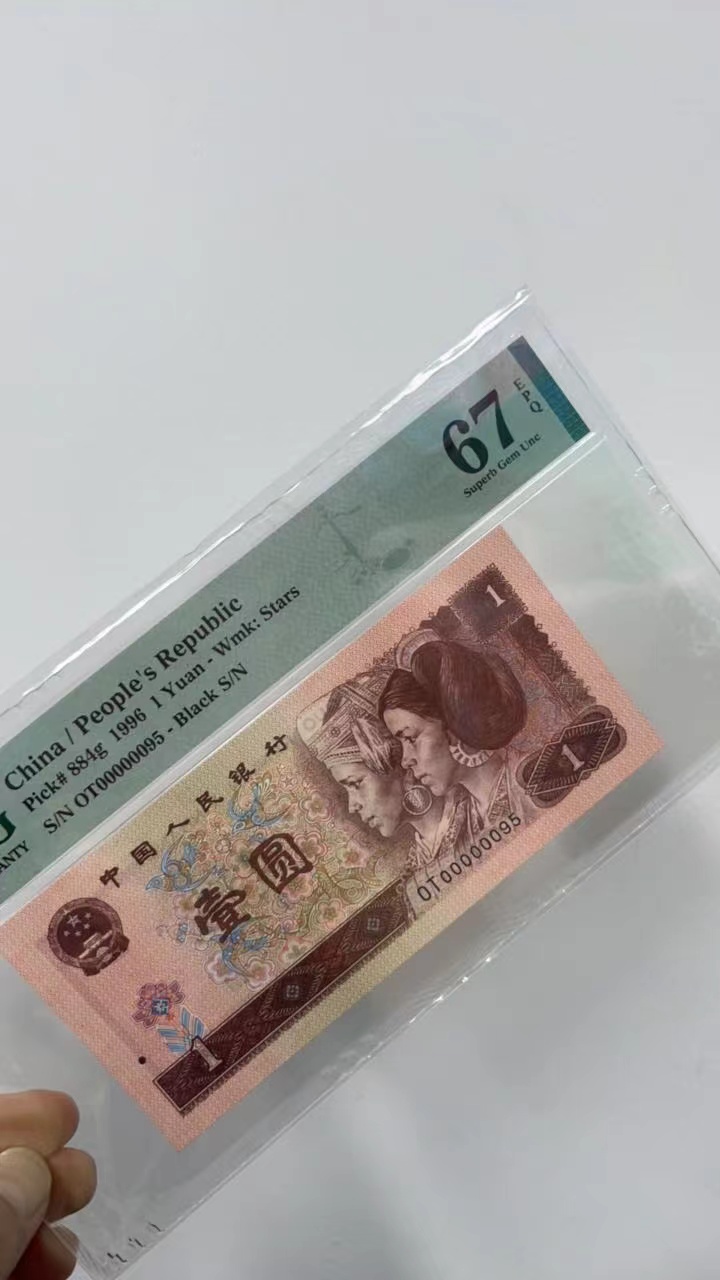 67
EPQ
Superb Gem Unc
China / People's Republic
Pick# 884g 1996 1 Yuan - Wmk: Stars
S/N OT00000095 - Black S/N
中国人民银行
壹圆
1
1
OT00000095
1